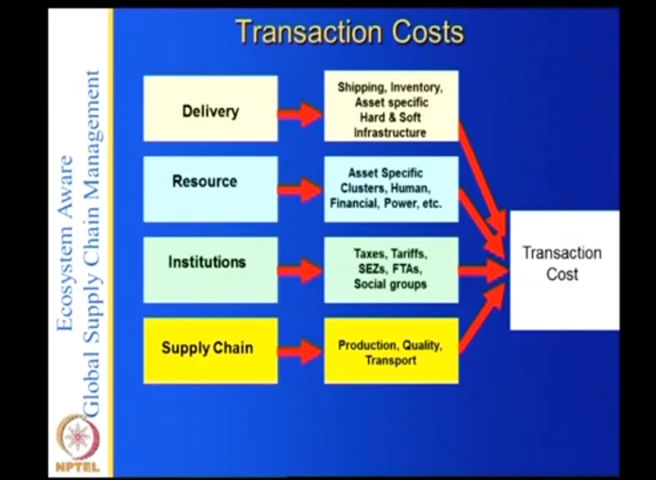 Transaction Costs
Ecosystem Aware
Global Supply Chain Management
Delivery
Shipping, Inventory,
Asset specific
Hard & Soft
Infrastructure
Resource
Asset Specific
Clusters, Human,
Financial, Power, etc.
Institutions
Taxes, Tariffs,
SEZs, FTAs,
Social groups
Supply Chain
Production, Quality,
Transport
Transaction
Cost
NPTEL